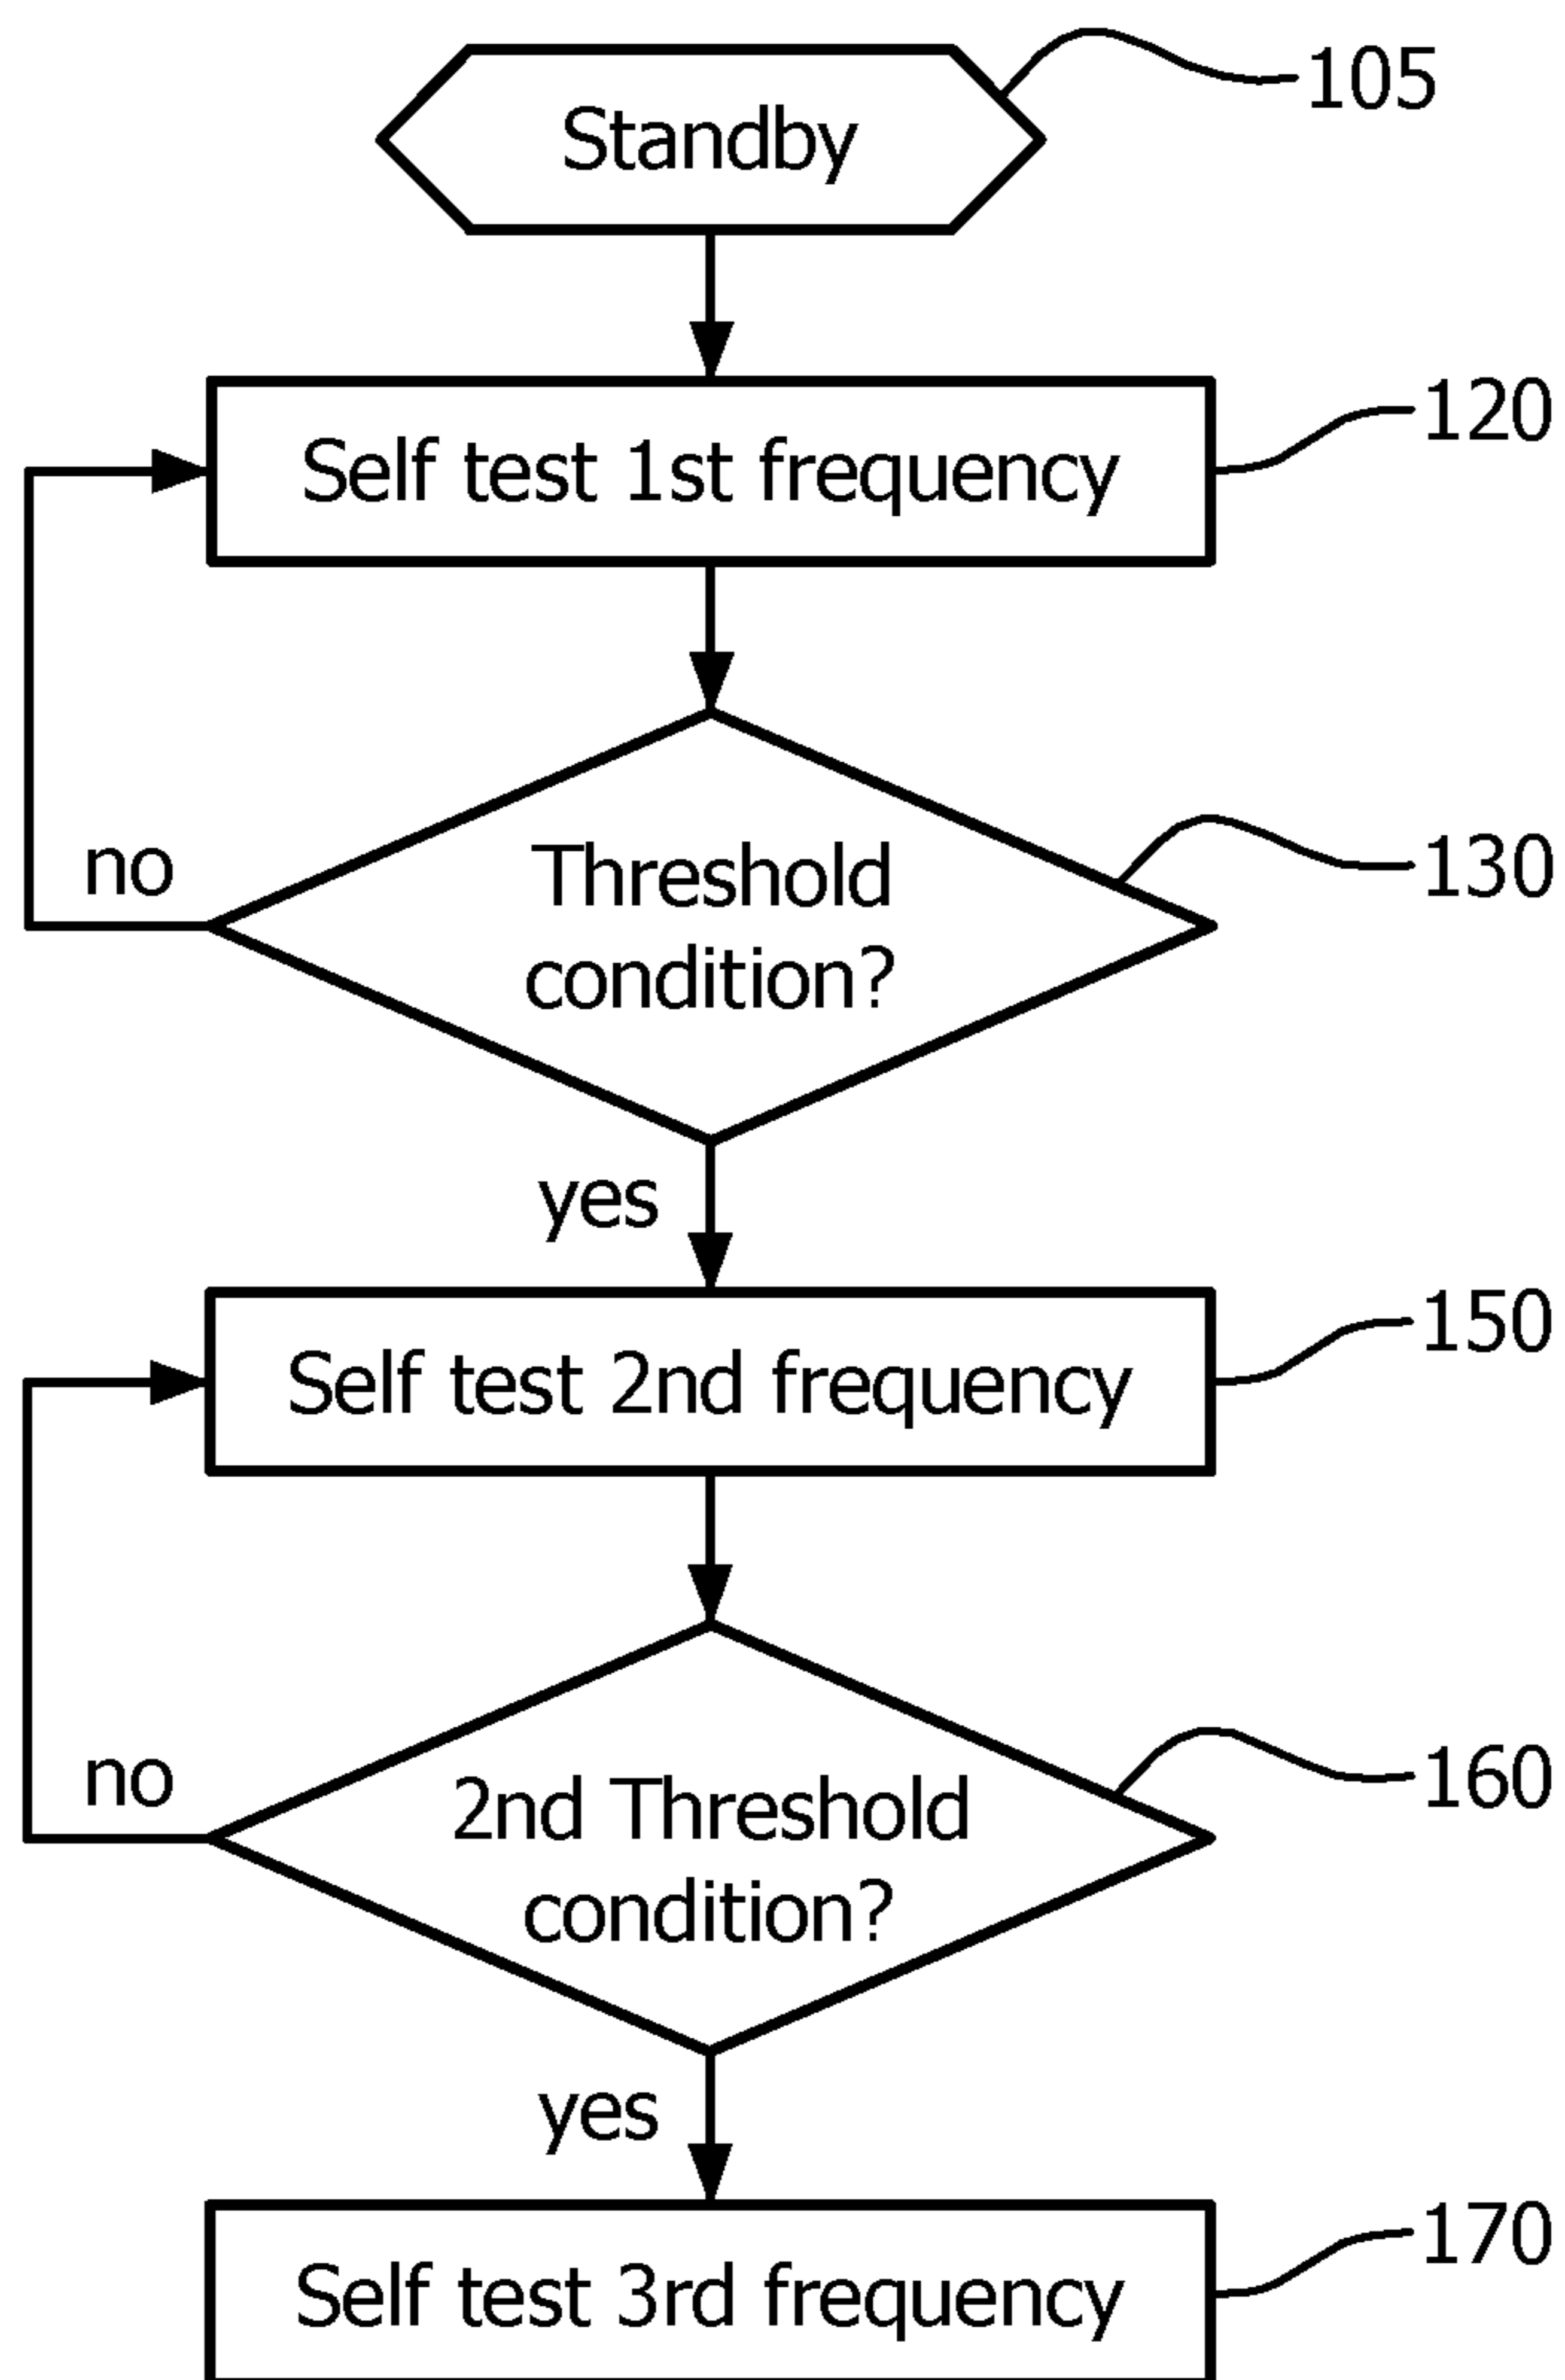 Standby
105
Self test 1st frequency
120
Threshold
condition?
130
no
yes
Self test 2nd frequency
150
2nd Threshold
condition?
160
no
yes
Self test 3rd frequency
170